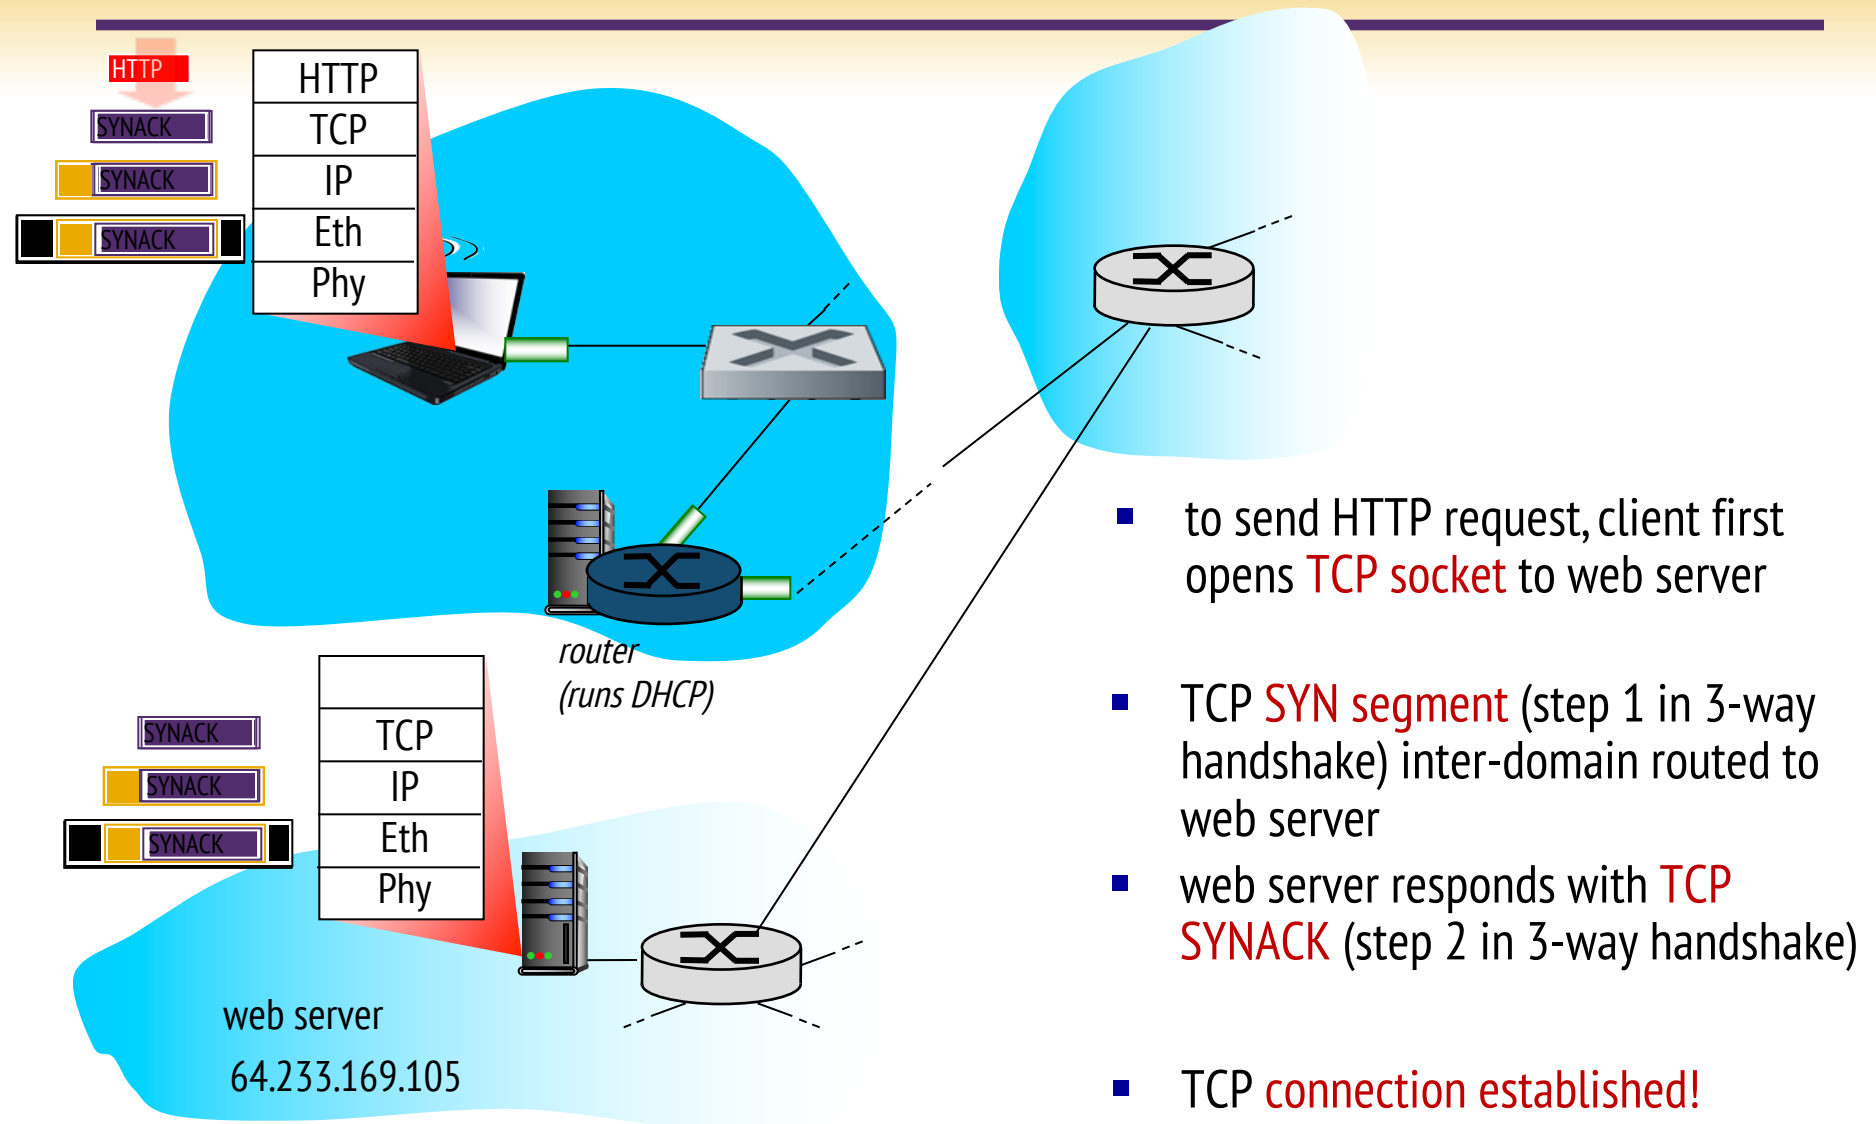 HTTP
SYNACK
SYNACK
SYNACK
HTTP
TCP
IP
Eth
Phy
router
(runs DHCP)
SYNACK
SYNACK
SYNACK
TCP
IP
Eth
Phy
web server
64.233.169.105
to send HTTP request, client first
opens TCP socket to web server
TCP SYN segment (step 1 in 3-way
handshake) inter-domain routed to
web server
web server responds with TCP
SYNACK (step 2 in 3-way handshake)
TCP connection established!